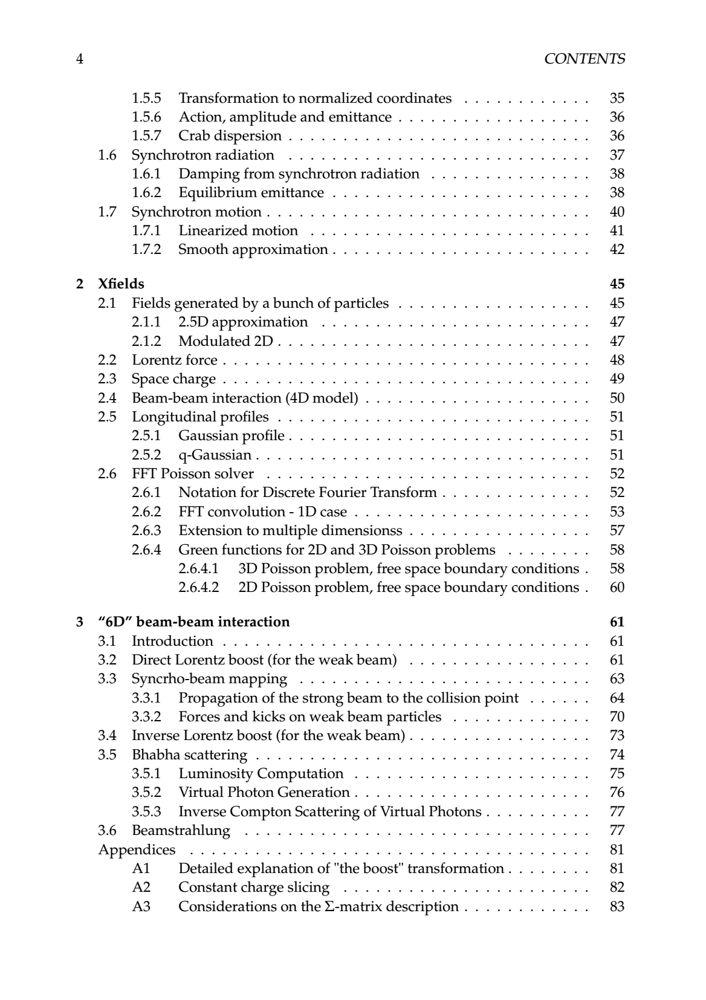 4 CONTENTS
1.5.5 Transformation to normalized coordinates . . . . . . . . . . . . 35
1.5.6 Action, amplitude and emittance . . . . . . . . . . . . . . . . . . 36
1.5.7 Crab dispersion . . . . . . . . . . . . . . . . . . . . . . . . . . . . 36
1.6 Synchrotron radiation . . . . . . . . . . . . . . . . . . . . . . . . . . . . 37
1.6.1 Damping from synchrotron radiation . . . . . . . . . . . . . . . 38
1.6.2 Equilibrium emittance . . . . . . . . . . . . . . . . . . . . . . . . 38
1.7 Synchrotron motion . . . . . . . . . . . . . . . . . . . . . . . . . . . . . . 40
1.7.1 Linearized motion . . . . . . . . . . . . . . . . . . . . . . . . . . 41
1.7.2 Smooth approximation . . . . . . . . . . . . . . . . . . . . . . . . 42
2 Xfields 45
2.1 Fields generated by a bunch of particles . . . . . . . . . . . . . . . . . . 45
2.1.1 2.5D approximation . . . . . . . . . . . . . . . . . . . . . . . . . 47
2.1.2 Modulated 2D . . . . . . . . . . . . . . . . . . . . . . . . . . . . . 47
2.2 Lorentz force . . . . . . . . . . . . . . . . . . . . . . . . . . . . . . . . . . 48
2.3 Space charge . . . . . . . . . . . . . . . . . . . . . . . . . . . . . . . . . . 49
2.4 Beam-beam interaction (4D model) . . . . . . . . . . . . . . . . . . . . . 50
2.5 Longitudinal profiles . . . . . . . . . . . . . . . . . . . . . . . . . . . . . 51
2.5.1 Gaussian profile . . . . . . . . . . . . . . . . . . . . . . . . . . . . 51
2.5.2 q-Gaussian . . . . . . . . . . . . . . . . . . . . . . . . . . . . . . . 51
2.6 FFT Poisson solver . . . . . . . . . . . . . . . . . . . . . . . . . . . . . . 52
2.6.1 Notation for Discrete Fourier Transform . . . . . . . . . . . . . . 52
2.6.2 FFT convolution - 1D case . . . . . . . . . . . . . . . . . . . . . . 53
2.6.3 Extension to multiple dimensionss . . . . . . . . . . . . . . . . . 57
2.6.4 Green functions for 2D and 3D Poisson problems . . . . . . . . 58
2.6.4.1 3D Poisson problem, free space boundary conditions . 58
2.6.4.2 2D Poisson problem, free space boundary conditions . 60
3 “6D” beam-beam interaction 61
3.1 Introduction . . . . . . . . . . . . . . . . . . . . . . . . . . . . . . . . . . 61
3.2 Direct Lorentz boost (for the weak beam) . . . . . . . . . . . . . . . . . 61
3.3 Syncrho-beam mapping . . . . . . . . . . . . . . . . . . . . . . . . . . . 63
3.3.1 Propagation of the strong beam to the collision point . . . . . . 64
3.3.2 Forces and kicks on weak beam particles . . . . . . . . . . . . . 70
3.4 Inverse Lorentz boost (for the weak beam) . . . . . . . . . . . . . . . . . 73
3.5 Bhabha scattering . . . . . . . . . . . . . . . . . . . . . . . . . . . . . . . 74
3.5.1 Luminosity Computation . . . . . . . . . . . . . . . . . . . . . . 75
3.5.2 Virtual Photon Generation . . . . . . . . . . . . . . . . . . . . . . 76
3.5.3 Inverse Compton Scattering of Virtual Photons . . . . . . . . . . 77
3.6 Beamstrahlung . . . . . . . . . . . . . . . . . . . . . . . . . . . . . . . . 77
Appendices . . . . . . . . . . . . . . . . . . . . . . . . . . . . . . . . . . . . . 81
A1 Detailed explanation of "the boost" transformation . . . . . . . . 81
A2 Constant charge slicing . . . . . . . . . . . . . . . . . . . . . . . 82
A3 Considerations on the Σ-matrix description . . . . . . . . . . . . 83